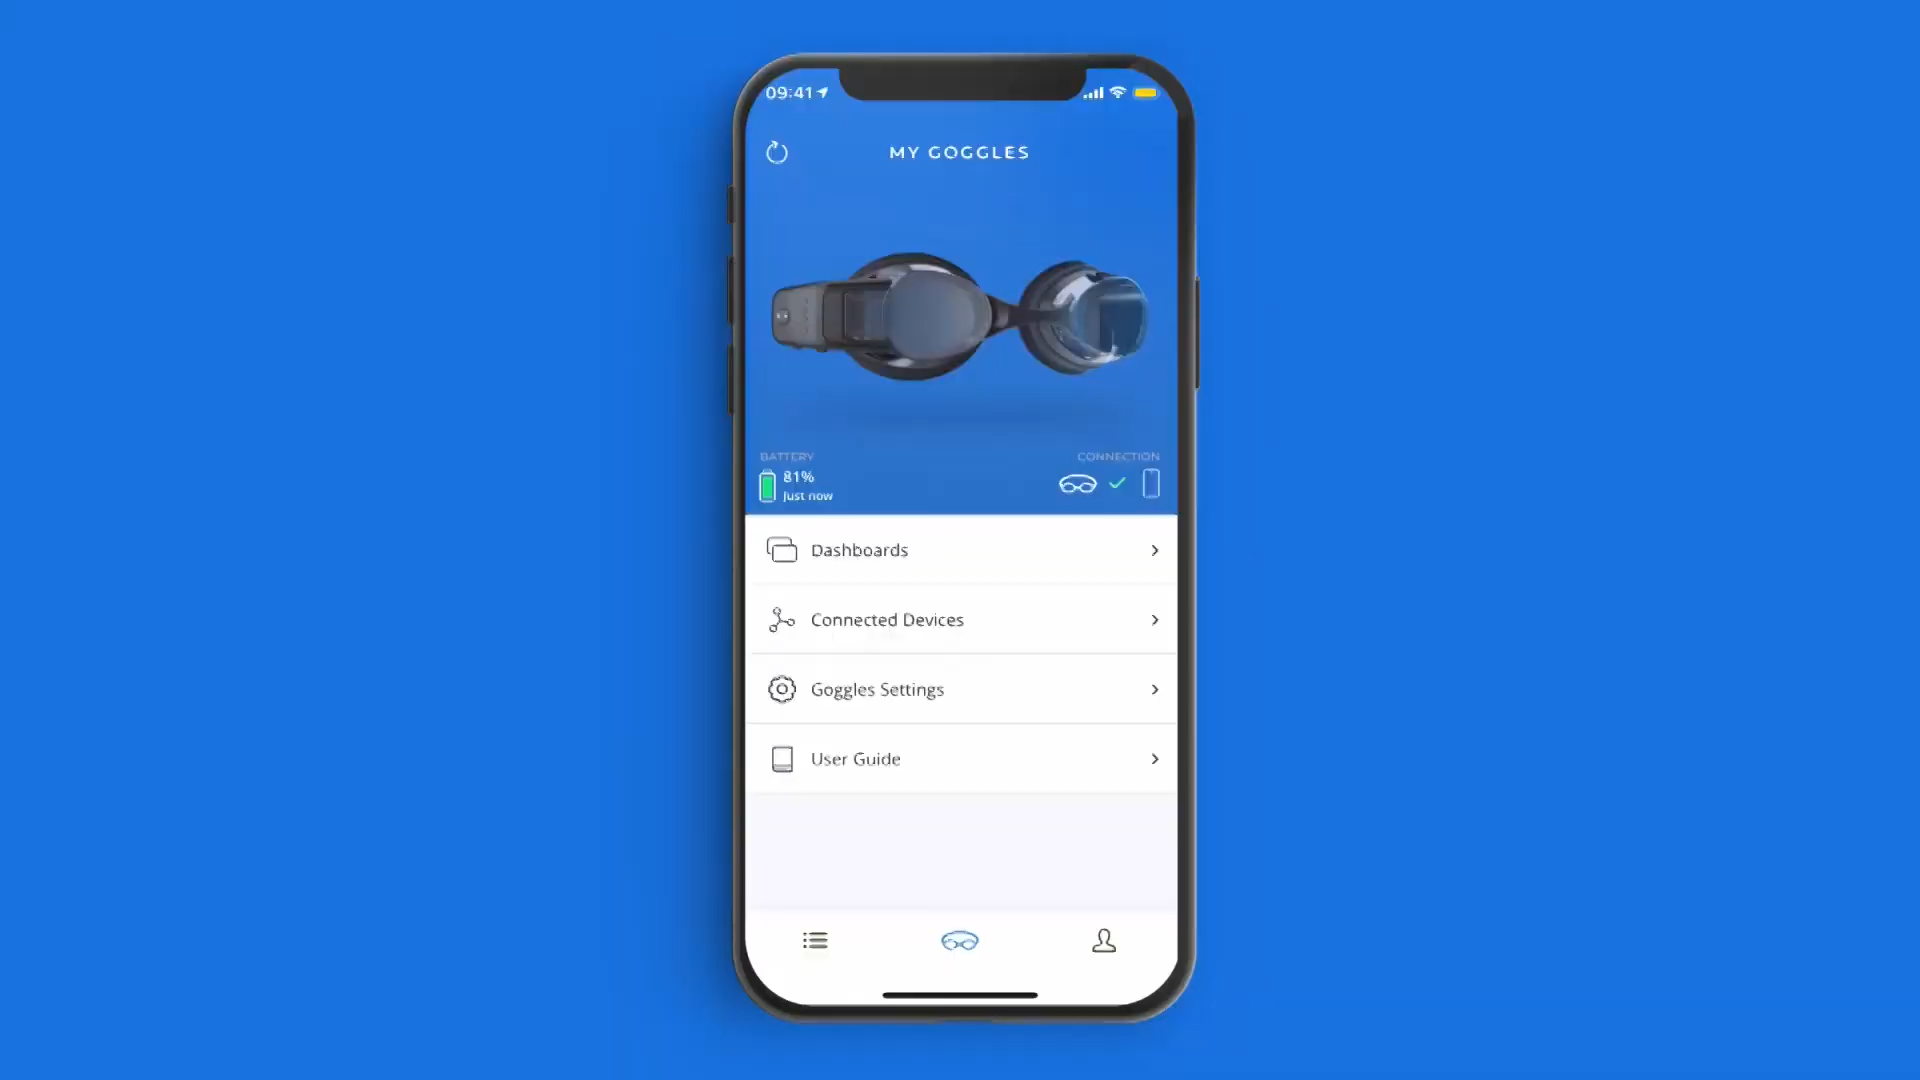 09:41
MY GOGGLES
BATTERY
81%
Just now
CONNECTION
Dashboards
Connected Devices
Goggles Settings
User Guide